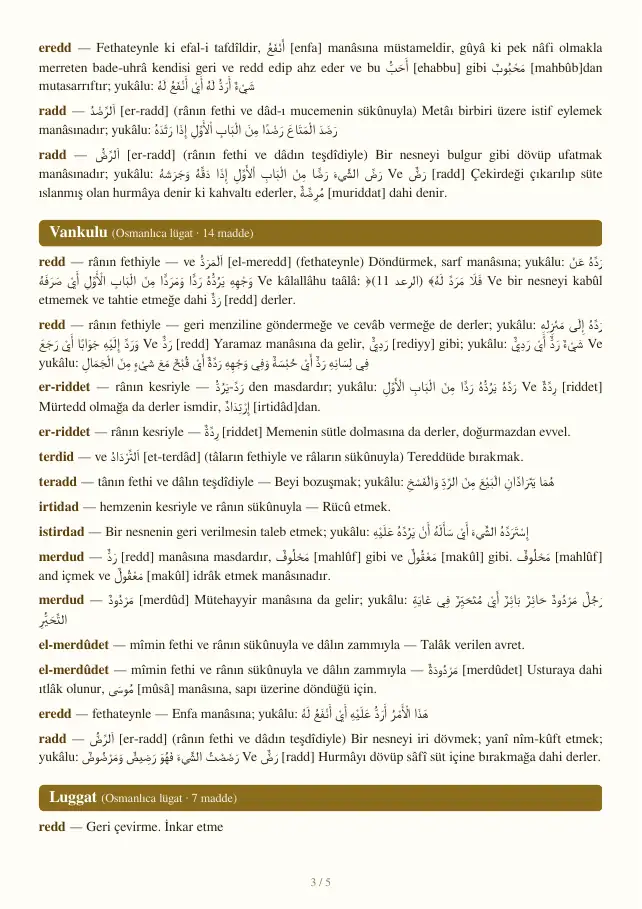 eredd — Fethateynle ki efal-i tafdîldir, أَنْفَعُ [enfa] manâsına müstameldir, gûyâ ki pek nâfi olmakla
merreten bade-uhrâ kendisi geri ve redd edip ahz eder ve bu أَحَبُّ [ehabbu] gibi مَحْبُوبٌ [mahbûb]dan
mutasarrıftır; yukâlu: شَيْءٌ أَرَدُّ لَهُ أَيْ أَنْفَعُ لَهُ
radd — اَلرَّضْدُ [er-radd] (rânın fethi ve dâd-ı mucemenin sükûnuyla) Metâı birbiri üzere istif eylemek
manâsınadır; yukâlu: رَضَدَ الْمَتَاعَ رَضْدًا مِنَ الْبَابِ اْلأَوَّلِ إِذَا رَثَدَهُ
radd — اَلرَّضُّ [er-radd] (rânın fethi ve dâdın teşdîdiyle) Bir nesneyi bulgur gibi dövüp ufatmak
manâsınadır; yukâlu: رَضَّ الشَّيْءَ رَضًّا مِنَ الْبَابِ اْلأَوَّلِ إِذَا دَقَّهُ وَجَرَشَهُ Ve رَضٌّ [radd] Çekirdeği çıkarılıp süte
ıslanmış olan hurmâya denir ki kahvaltı ederler, مُرِضَّةٌ [muriddat] dahi denir.
Vankulu (Osmanlıca lügat · 14 madde)
redd — rânın fethiyle — ve اَلْمَرَدُّ [el-meredd] (fethateyle) Döndürmek, sarf manâsına; yukâlu: رَدَّهُ عَنْ
وَجْهِهِ يَرُدُّهُ رَدًّا وَمَرَدًّا مِنَ الْبَابِ الْأَوَّلِ أَيْ صَرَفَهُ Ve kâlallâhu taâlâ: ﴿فَلَا مَرَدَّ لَهُ﴾ (الرعد 11) Ve bir nesneyi kabûl
etmemek ve tahtie etmeğe dahi رَدٌّ [redd] derler.
redd — rânın fethiyle — geri menziline göndermeğe ve cevâb vermeğe de derler; yukâlu: رَدَّهُ إِلَى مَنْزِلِهِ
وَرَدَّ إِلَيْهِ جَوَابًا أَيْ رَجَعَ Ve رَدٌّ [redd] Yaramaz manâsına da gelir, رَدِيٌّ [rediyy] gibi; yukâlu: شَيْءٌ رَدٌّ أَيْ رَدِيٌّ Ve
yukâlu: فِي لِسَانِهِ رَدٌّ أَيْ حُبْسَةٌ وَفِي وَجْهِهِ رَدَّةٌ أَيْ قُبْحٌ مَعَ شَيْءٍ مِنَ الْجَمَالِ
er-riddet — rânın kesriyle — رَدَّ-يَرُدُّ den masdardır; yukâlu: رَدَّهُ يَرُدُّهُ رَدًّا مِنَ الْبَابِ الْأَوَّلِ Ve رِدَّةٌ [riddet]
Mürtedd olmağa da derler ismdir, إِرْتِدَادٌ [irtidâd]dan.
er-riddet — rânın kesriyle — رِدَّةٌ [riddet] Memenin sütle dolmasına da derler, doğurmazdan evvel.
terdid — ve اَلتَّرْدَادُ [et-terdâd] (tâların fethiyle ve râların sükûnuyla) Tereddüde bırakmak.
teradd — tânın fethi ve dâlın teşdîdiyle — Beyi bozuşmak; yukâlu: هُمَا يَتَرَادَّانِ الْبَيْعَ مِنَ الرَّدِّ وَالْفَسْخِ
irtidad — hemzenin kesriyle ve rânın sükûnuyla — Rücû etmek.
istirdad — Bir nesnenin geri verilmesin taleb etmek; yukâlu: إِسْتَرَدَّهُ الشَّيْءَ أَيْ سَأَلَهُ أَنْ يَرُدَّهُ عَلَيْهِ
merdud — رَدٌّ [redd] manâsına masdardır, مَحْلُوفٌ [mahlûf] gibi ve مَعْقُولٌ [makûl] gibi. مَحْلُوفٌ [mahlûf]
and içmek ve مَعْقُولٌ [makûl] idrâk etmek manâsınadır.
merdud — مَرْدُودٌ [merdûd] Mütehayyir manâsına da gelir; yukâlu: رَجُلٌ مَرْدُودٌ حَائِرٌ بَائِرٌ أَيْ مُتَحَيِّرٌ فِي غَايَةِ
التَّحَيُّرِ
el-merdûdet — mîmin fethi ve rânın sükûnuyla ve dâlın zammıyla — Talâk verilen avret.
el-merdûdet — mîmin fethi ve rânın sükûnuyla ve dâlın zammıyla — مَرْدُودَةٌ [merdûdet] Usturaya dahi
ıtlâk olunur, مُوسَى [mûsâ] manâsına, sapı üzerine döndüğü için.
eredd — fethateynle — Enfa manâsına; yukâlu: هَذَا الْأَمْرُ أَرَدُّ عَلَيْهِ أَيْ أَنْفَعُ لَهُ
radd — اَلرَّضُّ [er-radd] (rânın fethi ve dâdın teşdîdiyle) Bir nesneyi iri dövmek; yanî nîm-kûft etmek;
yukâlu: رَضَضْتُ الشَّيْءَ فَهُوَ رَضِيضٌ وَمَرْضُوضٌ Ve رَضٌّ [radd] Hurmâyı dövüp sâfî süt içine bırakmağa dahi derler.
Luggat (Osmanlıca lügat · 7 madde)
redd — Geri çevirme. İnkar etme
3 / 5